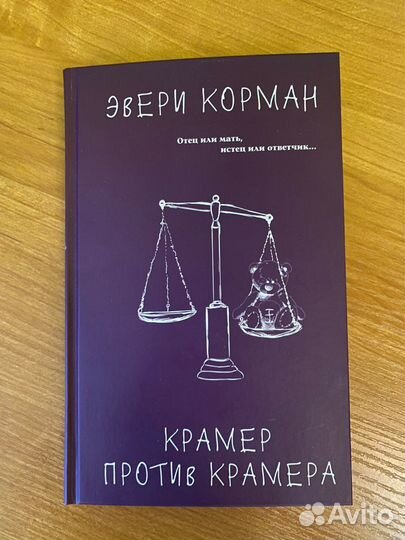 ЭВЕРИ КОРМАН
Отец или мать,
истец или ответчик...
КРАМЕР
ПРОТИВ КРАМЕРА
Avito